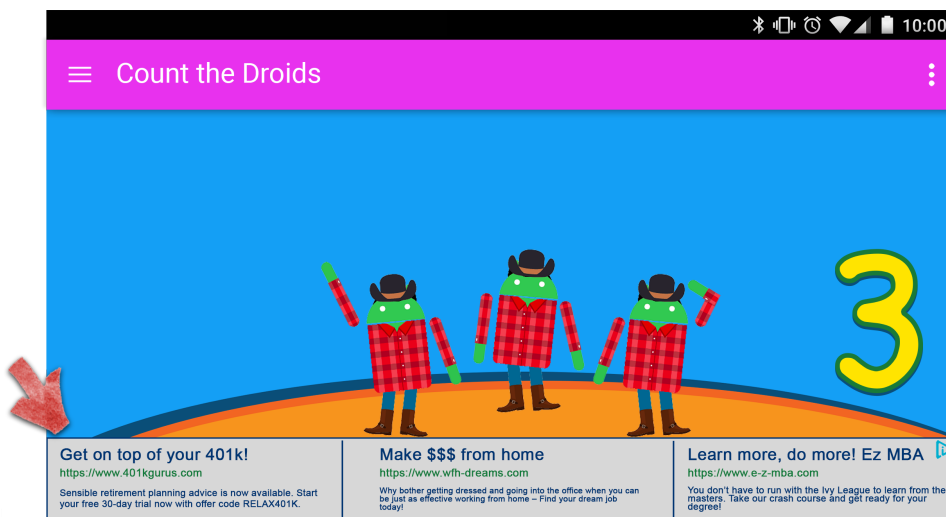 10:00
Count the Droids
3
Get on top of your 401k!
https://www.401kgurus.com
Sensible retirement planning advice is now available. Start
your free 30-day trial now with offer code RELAX401K.
Make $$$ from home
https://www.wfh-dreams.com
Why bother getting dressed and going into the office when you can
be just as effective working from home – Find your dream job
today!
Learn more, do more! Ez MBA
https://www.e-z-mba.com
You don't have to run with the Ivy League to learn from the
masters. Take our crash course and get ready for your
degree!